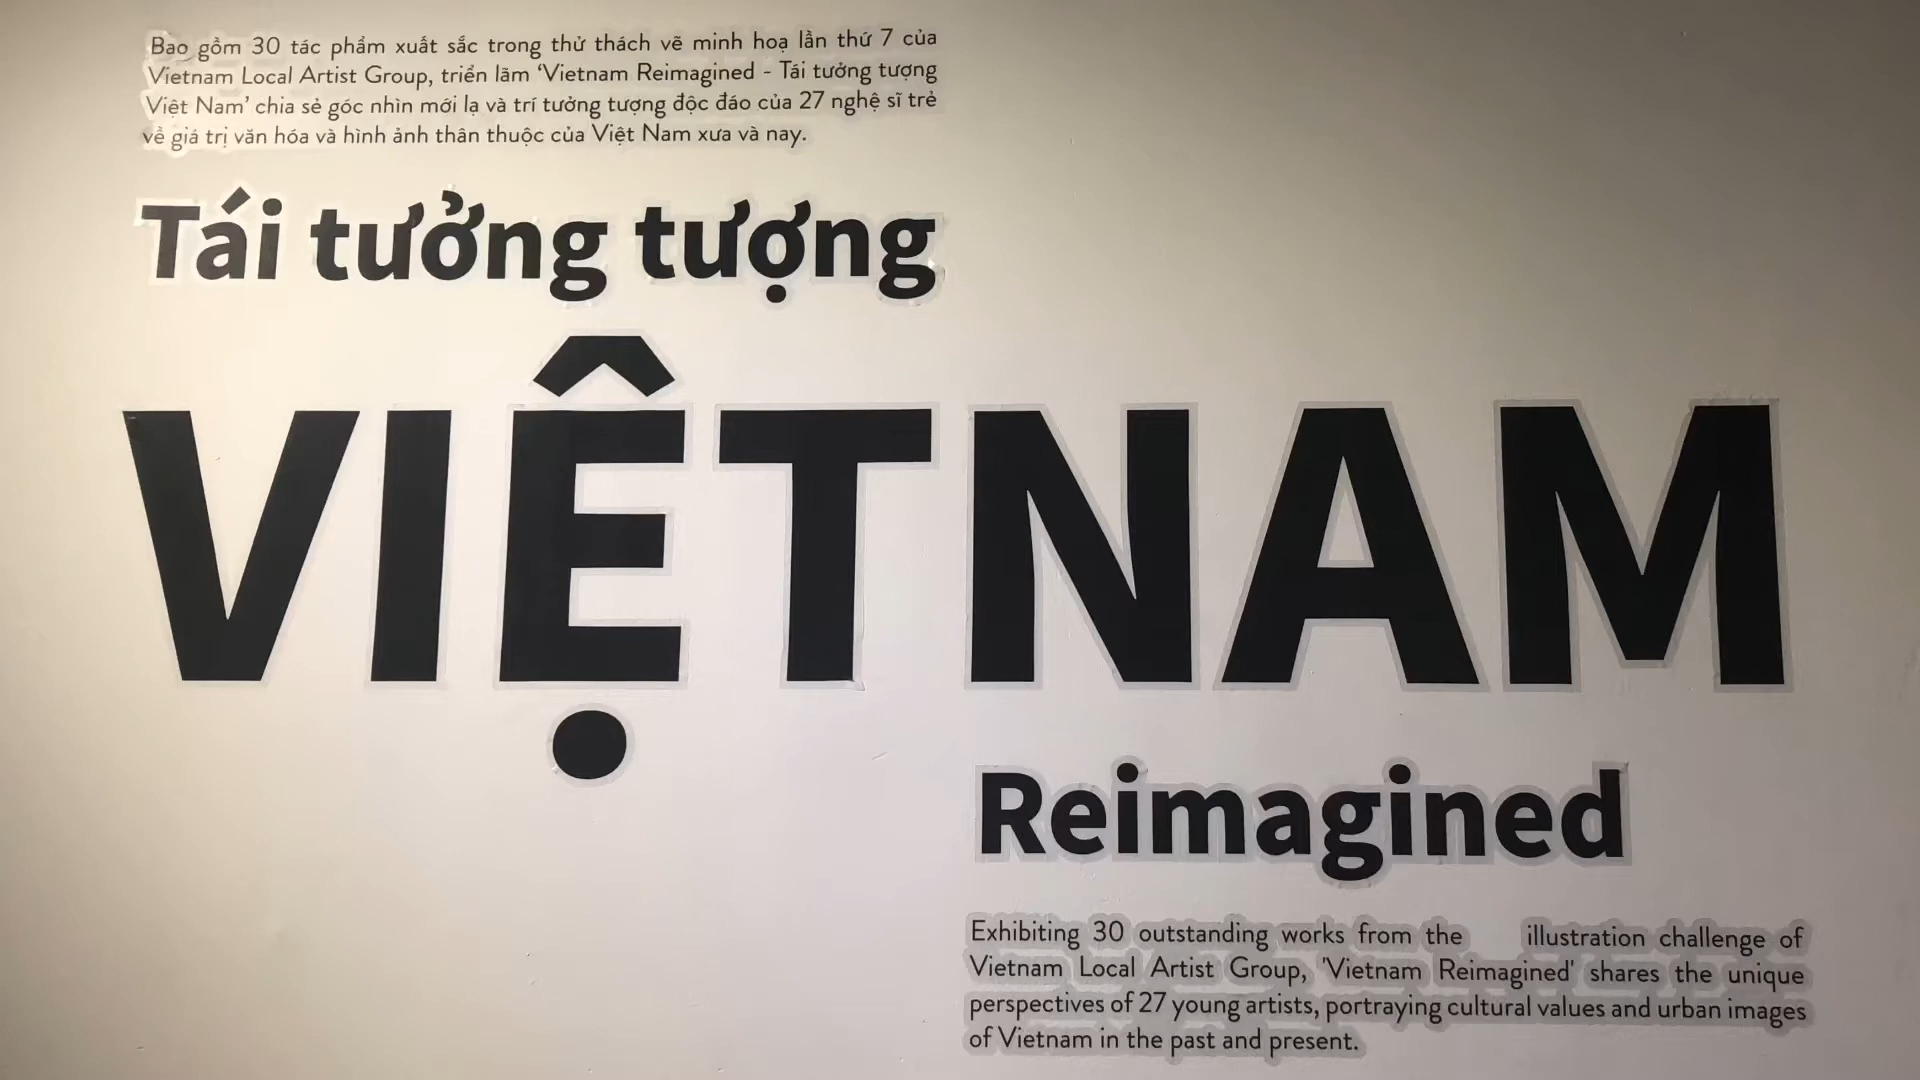 Bao gồm 30 tác phẩm xuất sắc trong thử thách vẽ minh hoạ lần thứ 7 của
Vietnam Local Artist Group, triển lãm ‘Vietnam Reimagined - Tái tưởng tượng
Việt Nam’ chia sẻ góc nhìn mới lạ và trí tưởng tượng độc đáo của 27 nghệ sĩ trẻ
về giá trị văn hóa và hình ảnh thân thuộc của Việt Nam xưa và nay.
Tái tưởng tượng
VIỆTNAM
Reimagined
Exhibiting 30 outstanding works from the illustration challenge of
Vietnam Local Artist Group, 'Vietnam Reimagined' shares the unique
perspectives of 27 young artists, portraying cultural values and urban images
of Vietnam in the past and present.